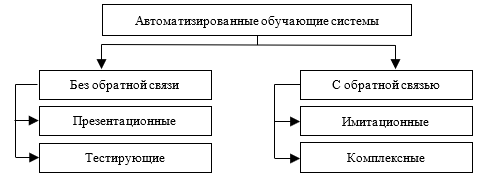 Автоматизированные обучающие системы
Без обратной связи
С обратной связью
Презентационные
Имитационные
Тестирующие
Комплексные